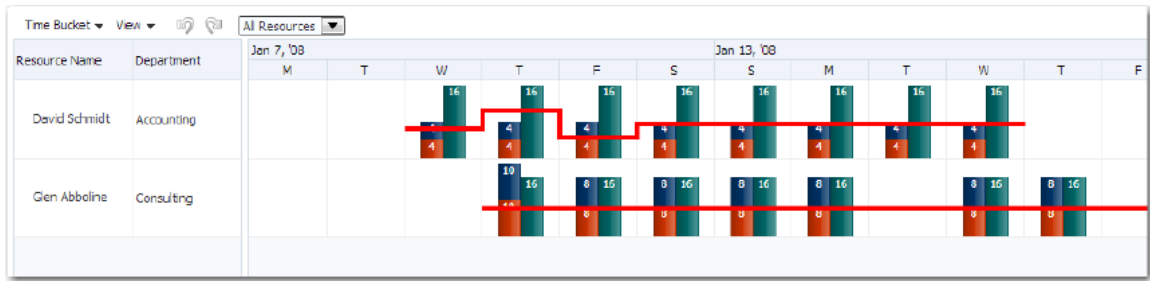 Time Bucket View All Resources
Jan 7, '08 Jan 13, '08
Resource Name Department
M T W T F S S M T W T F
16 16 16 16 16 16 16 16
David Schmidt Accounting
4 4 4 4 4 4 4
4 4 4 4 4 4 4 4
10
16 8 16 8 16 8 16 8 16 8 16 8 16
Glen Abboline Consulting
10 8 8 8 8 8 8